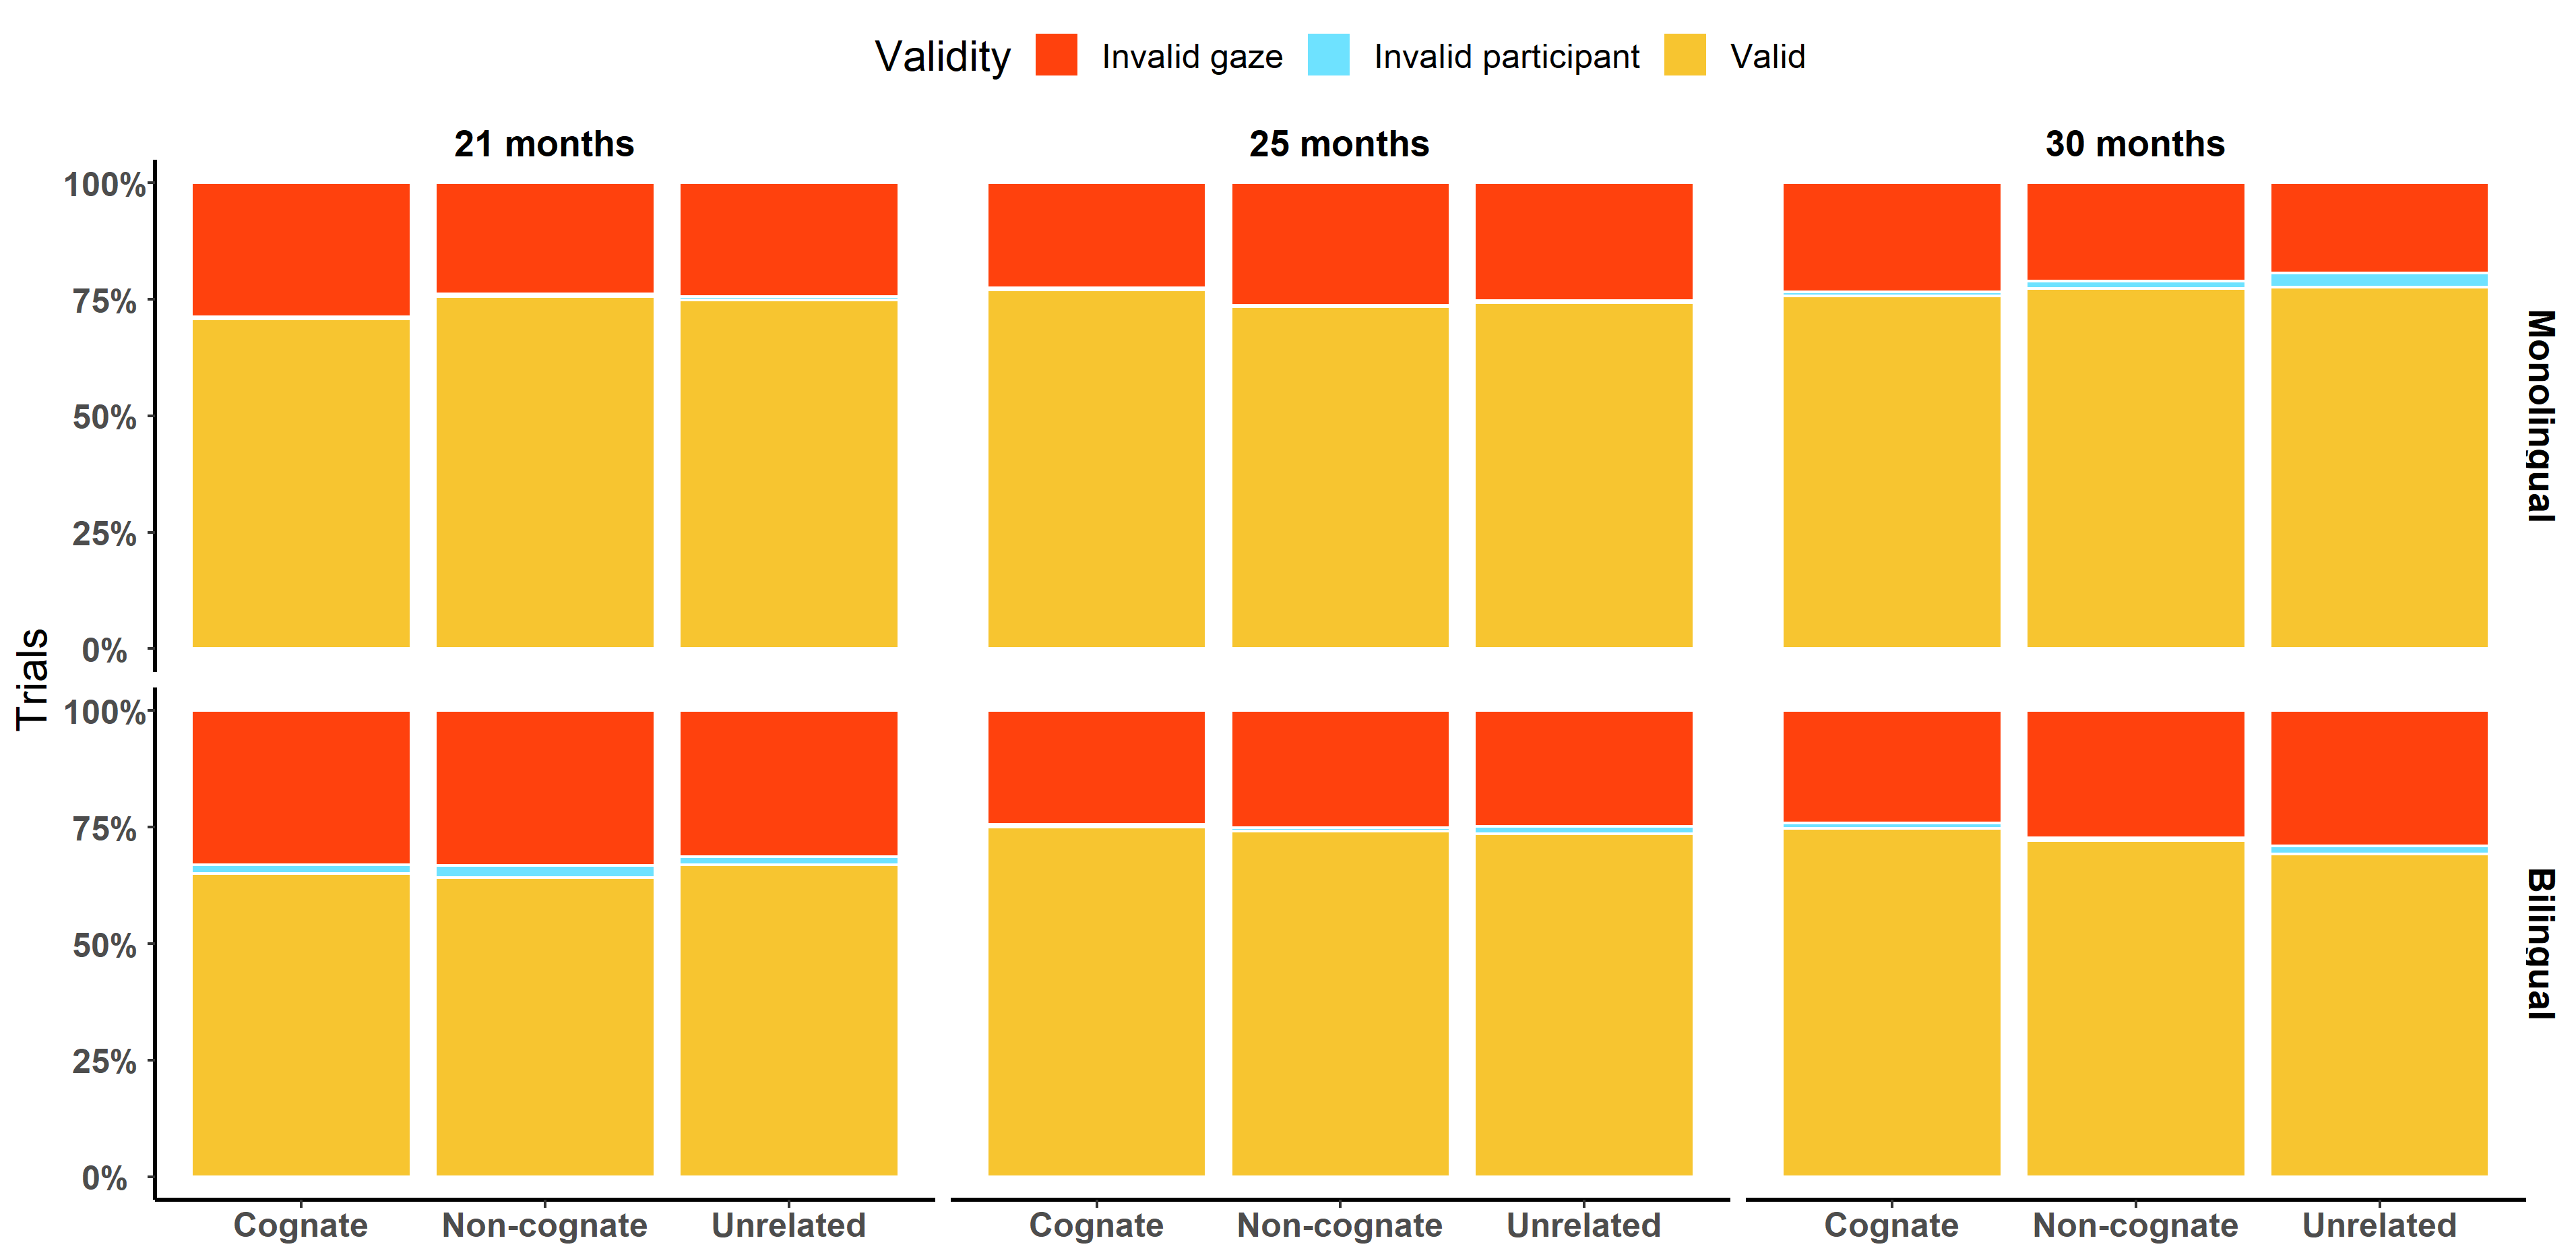 Validity Invalid gaze Invalid participant Valid
21 months 25 months 30 months
100%
75%
50%
25%
0%
Monolingual
Trials
100%
75%
50%
25%
0%
Bilingual
Cognate Non-cognate Unrelated Cognate Non-cognate Unrelated Cognate Non-cognate Unrelated